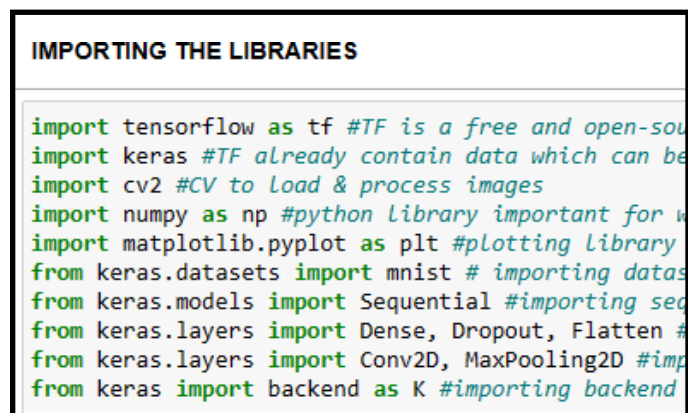 IMPORTING THE LIBRARIES
import tensorflow as tf #TF is a free and open-sou
import keras #TF already contain data which can be
import cv2 #CV to load & process images
import numpy as np #python library important for w
import matplotlib.pyplot as plt #plotting library
from keras.datasets import mnist # importing datas
from keras.models import Sequential #importing seq
from keras.layers import Dense, Dropout, Flatten #
from keras.layers import Conv2D, MaxPooling2D #imp
from keras import backend as K #importing backend